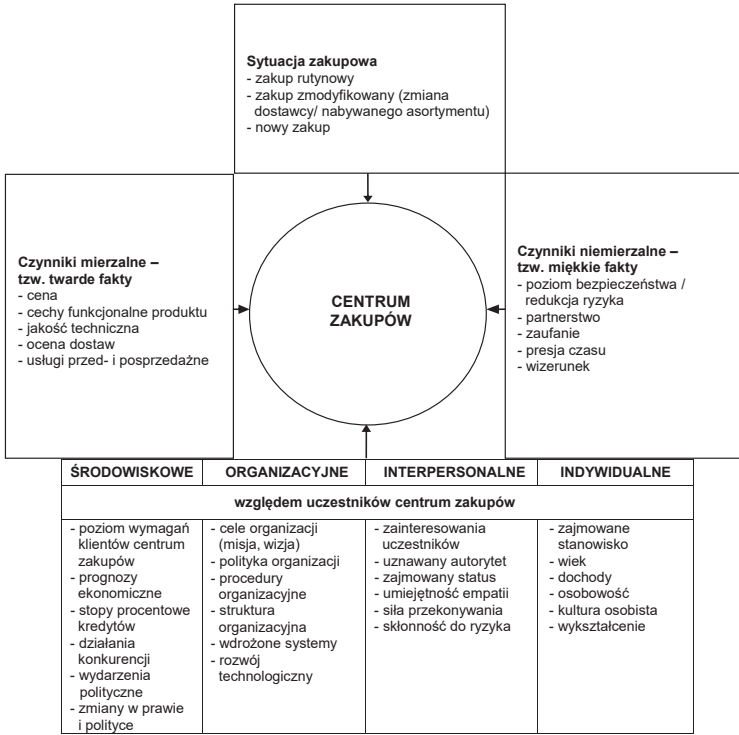 Sytuacja zakupowa
- zakup rutynowy
- zakup zmodyfikowany (zmiana
dostawcy/ nabywanego asortymentu)
- nowy zakup
Czynniki mierzalne –
tzw. twarde fakty
- cena
- cechy funkcjonalne produktu
- jakość techniczna
- ocena dostaw
- usługi przed- i posprzedażne
CENTRUM
ZAKUPÓW
Czynniki niemierzalne –
tzw. miękkie fakty
- poziom bezpieczeństwa /
redukcja ryzyka
- partnerstwo
- zaufanie
- presja czasu
- wizerunek
ŚRODOWISKOWE
ORGANIZACYJNE
INTERPERSONALNE
INDYWIDUALNE
względem uczestników centrum zakupów
- poziom wymagań
klientów centrum
zakupów
- prognozy
ekonomiczne
- stopy procentowe
kredytów
- działania
konkurencji
- wydarzenia
polityczne
- zmiany w prawie
i polityce
- cele organizacji
(misja, wizja)
- polityka organizacji
- procedury
organizacyjne
- struktura
organizacyjna
- wdrożone systemy
- rozwój
technologiczny
- zainteresowania
uczestników
- uznawany autorytet
- zajmowany status
- umiejętność empatii
- siła przekonywania
- skłonność do ryzyka
- zajmowane
stanowisko
- wiek
- dochody
- osobowość
- kultura osobista
- wykształcenie